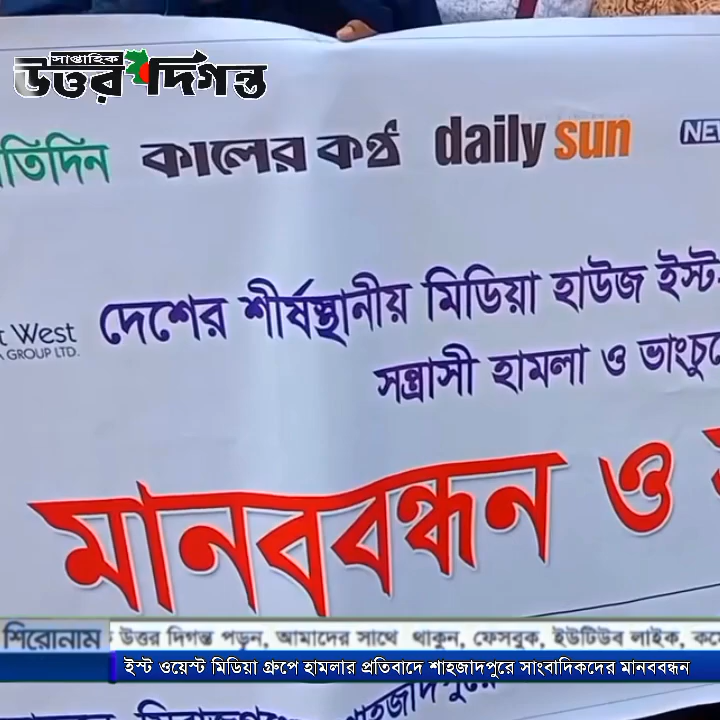 সাপ্তাহিক
উত্তর দিগন্ত
তিদিন কালের কণ্ঠ daily sun NE
দেশের শীর্ষস্থানীয় মিডিয়া হাউজ ইস্ট
West
GROUP LTD.
সন্ত্রাসী হামলা ও ভাংচু
মানববন্ধন ও
শিরোনাম উত্তর দিগন্ত পড়ুন, আমাদের সাথে থাকুন, ফেসবুক, ইউটিউব লাইক,
ইস্ট ওয়েস্ট মিডিয়া গ্রুপে হামলার প্রতিবাদে শাহজাদপুরে সাংবাদিকদের মানববন্ধন